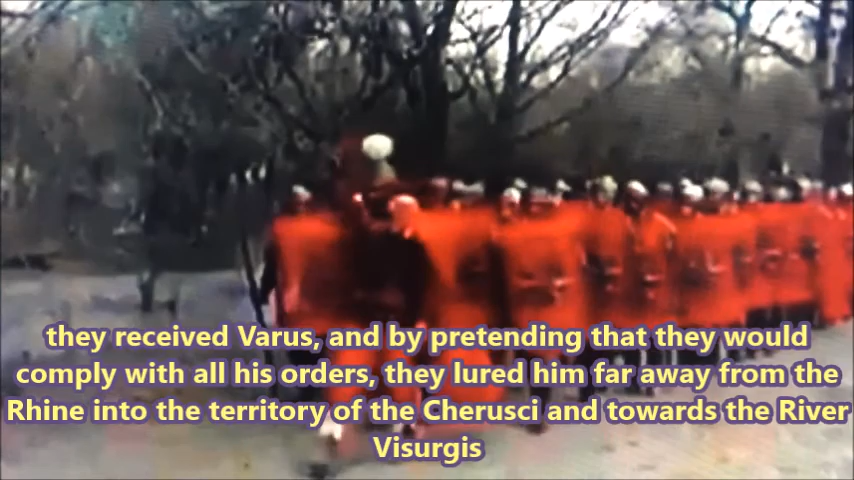 they received Varus, and by pretending that they would
comply with all his orders, they lured him far away from the
Rhine into the territory of the Cherusci and towards the River
Visurgis